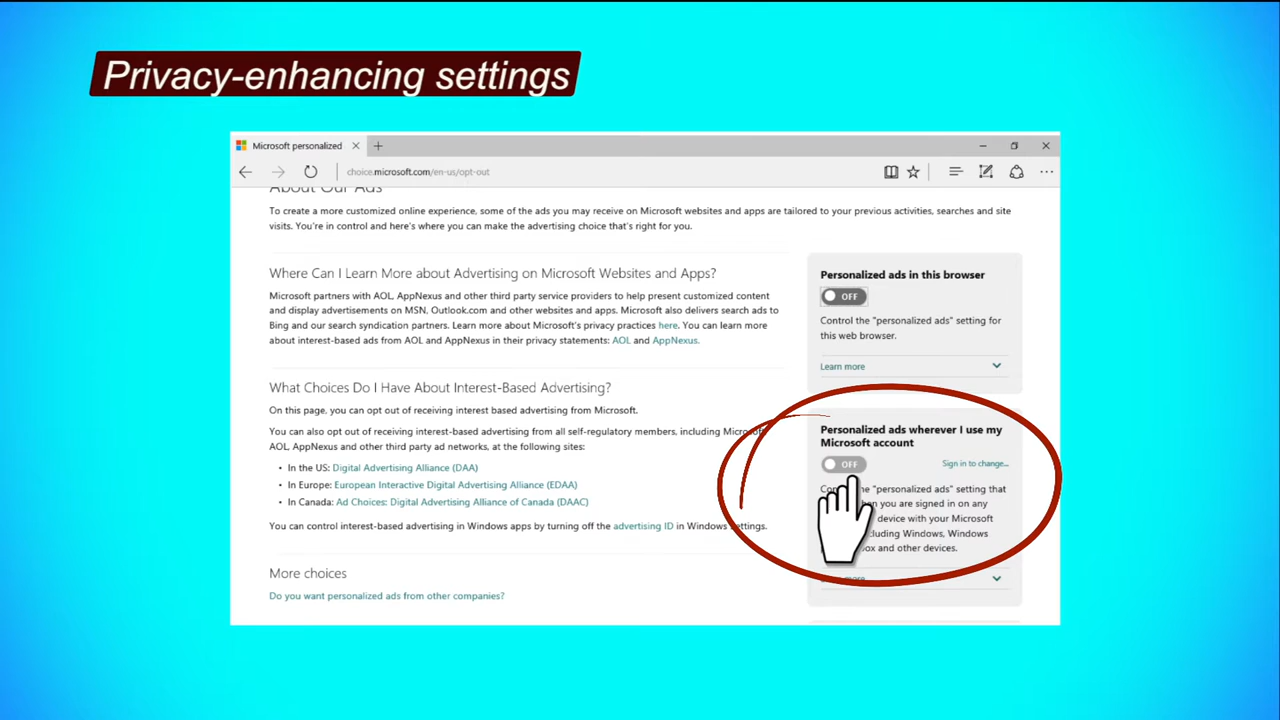 Privacy-enhancing settings
Microsoft personalized
choice.microsoft.com/en-us/opt-out
About Our Ads
To create a more customized online experience, some of the ads you may receive on Microsoft websites and apps are tailored to your previous activities, searches and site
visits. You're in control and here's where you can make the advertising choice that's right for you.
Where Can I Learn More about Advertising on Microsoft Websites and Apps?
Microsoft partners with AOL, AppNexus and other third party service providers to help present customized content
and display advertisements on MSN, Outlook.com and other websites and apps. Microsoft also delivers search ads to
Bing and our search syndication partners. Learn more about Microsoft's privacy practices here. You can learn more
about interest-based ads from AOL and AppNexus in their privacy statements: AOL and AppNexus.
What Choices Do I Have About Interest-Based Advertising?
On this page, you can opt out of receiving interest based advertising from Microsoft.
You can also opt out of receiving interest-based advertising from all self-regulatory members, including Microsoft,
AOL, AppNexus and other third party ad networks, at the following sites:
• In the US: Digital Advertising Alliance (DAA)
• In Europe: European Interactive Digital Advertising Alliance (EDAA)
• In Canada: Ad Choices: Digital Advertising Alliance of Canada (DAAC)
You can control interest-based advertising in Windows apps by turning off the advertising ID in Windows settings.
More choices
Do you want personalized ads from other companies?
Personalized ads in this browser
OFF
Control the "personalized ads" setting for
this web browser.
Learn more
Personalized ads wherever I use my
Microsoft account
OFF
Sign in to change...
"personalized ads" setting that
you are signed in on any
device with your Microsoft
Windows, Windows
and other devices.